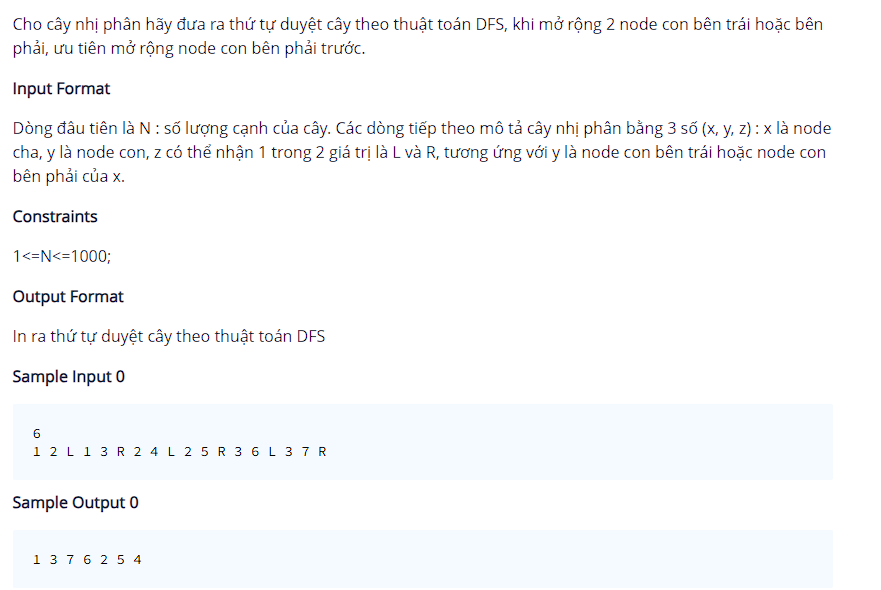 Cho cây nhị phân hãy đưa ra thứ tự duyệt cây theo thuật toán DFS, khi mở rộng 2 node con bên trái hoặc bên
phải, ưu tiên mở rộng node con bên phải trước.
Input Format
Dòng đâu tiên là N : số lượng cạnh của cây. Các dòng tiếp theo mô tả cây nhị phân bằng 3 số (x, y, z) : x là node
cha, y là node con, z có thể nhận 1 trong 2 giá trị là L và R, tương ứng với y là node con bên trái hoặc node con
bên phải của x.
Constraints
1<=N<=1000;
Output Format
In ra thứ tự duyệt cây theo thuật toán DFS
Sample Input 0
6
1 2 L 1 3 R 2 4 L 2 5 R 3 6 L 3 7 R
Sample Output 0
1 3 7 6 2 5 4